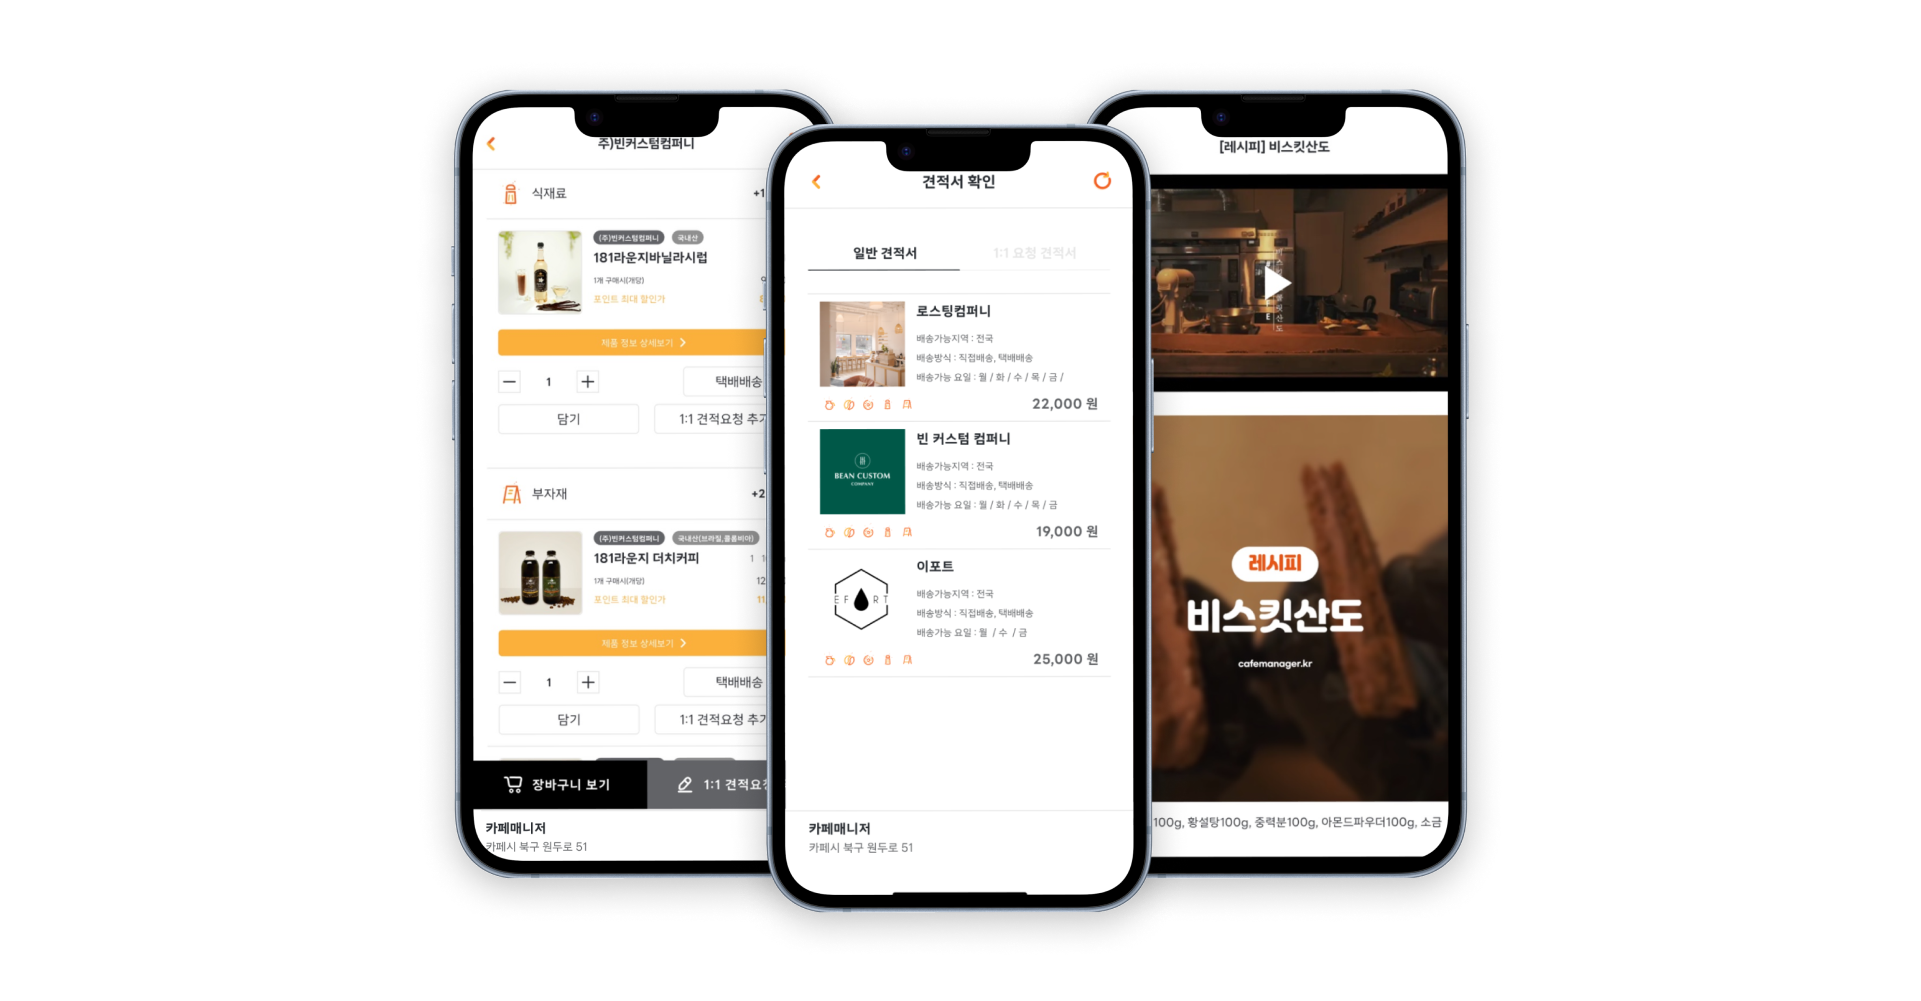 주)빈커스텀컴퍼니
식재료
+1
(주)빈커스텀컴퍼니 국내산
181라운지바닐라시럽
1개 구매시(개당)
포인트 최대 할인가
제품 정보 상세보기
1
택배배송
담기
1:1 견적요청 추가
부자재
+2
(주)빈커스텀컴퍼니 국내산(브라질,콜롬비아)
181라운지 더치커피
1개 구매시(개당) 12
포인트 최대 할인가 11
제품 정보 상세보기
1
택배배송
담기
1:1 견적요청 추가
장바구니 보기
1:1 견적요청
카페매니저
카페시 북구 원두로 51
견적서 확인
일반 견적서
1:1 요청 견적서
로스팅컴퍼니
배송가능지역 : 전국
배송방식 : 직접배송, 택배배송
배송가능 요일 : 월 / 화 / 수 / 목 / 금 /
22,000 원
BEAN CUSTOM
COMPANY
빈 커스텀 컴퍼니
배송가능지역 : 전국
배송방식 : 직접배송, 택배배송
배송가능 요일 : 월 / 화 / 수 / 목 / 금
19,000 원
EF RT
이포트
배송가능지역 : 전국
배송방식 : 직접배송, 택배배송
배송가능 요일 : 월 / 수 / 금
25,000 원
카페매니저
카페시 북구 원두로 51
[레시피] 비스킷산도
레시피
비스킷산도
cafemanager.kr
100g, 황설탕100g, 중력분100g, 아몬드파우더100g, 소금